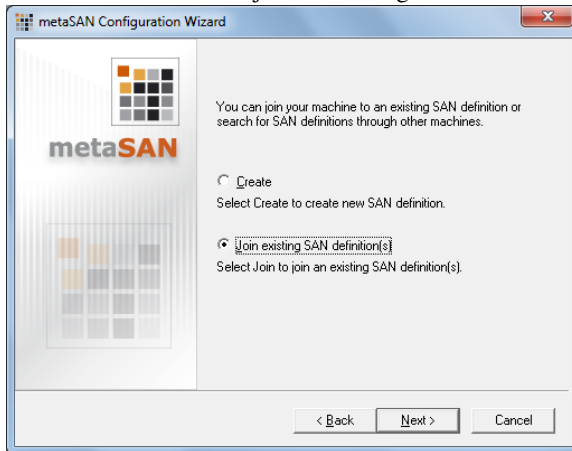 metaSAN Configuration Wizard
metaSAN
You can join your machine to an existing SAN definition or
search for SAN definitions through other machines.
Create
Select Create to create new SAN definition.
Join existing SAN definition(s)
Select Join to join an existing SAN definition(s).
< Back
Next >
Cancel